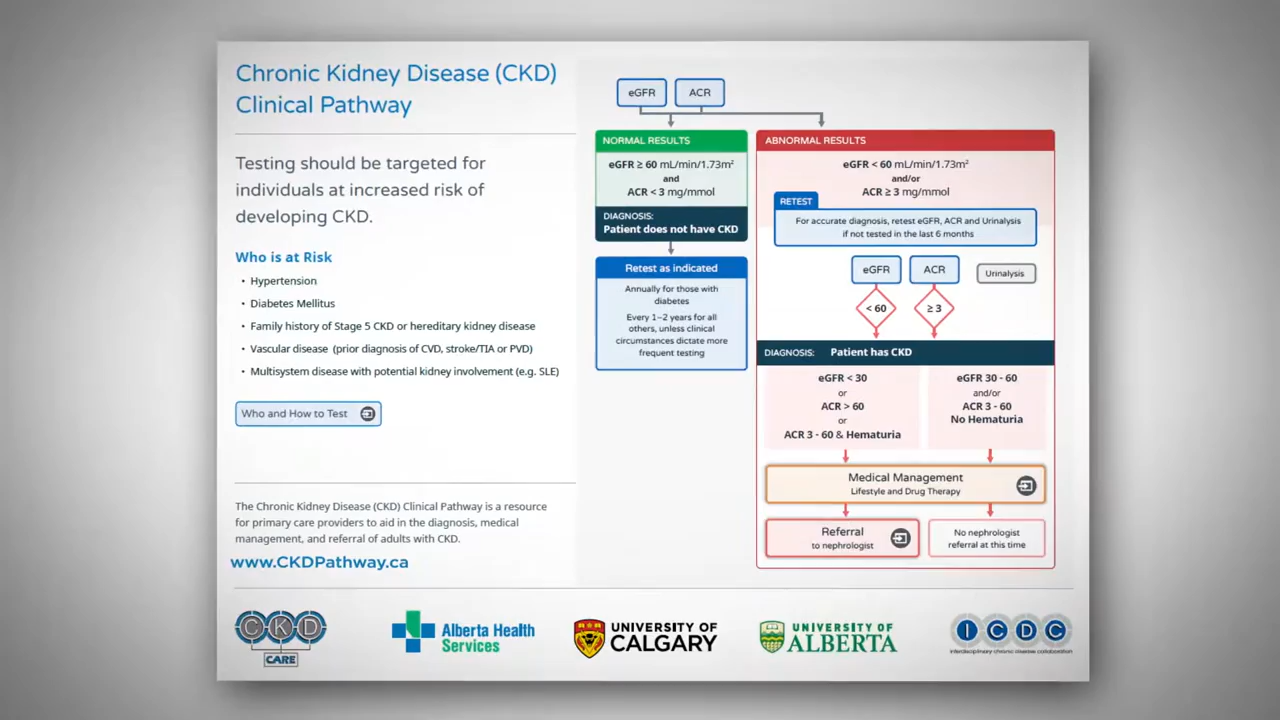 Chronic Kidney Disease (CKD)
Clinical Pathway
Testing should be targeted for
individuals at increased risk of
developing CKD.
Who is at Risk
• Hypertension
• Diabetes Mellitus
• Family history of Stage 5 CKD or hereditary kidney disease
• Vascular disease (prior diagnosis of CVD, stroke/TIA or PVD)
• Multisystem disease with potential kidney involvement (e.g. SLE)
Who and How to Test
The Chronic Kidney Disease (CKD) Clinical Pathway is a resource
for primary care providers to aid in the diagnosis, medical
management, and referral of adults with CKD.
www.CKDPathway.ca
eGFR
ACR
NORMAL RESULTS
eGFR ≥ 60 mL/min/1.73m²
and
ACR < 3 mg/mmol
DIAGNOSIS:
Patient does not have CKD
Retest as indicated
Annually for those with
diabetes
Every 1–2 years for all
others, unless clinical
circumstances dictate more
frequent testing
ABNORMAL RESULTS
eGFR < 60 mL/min/1.73m²
and/or
ACR ≥ 3 mg/mmol
RETEST
For accurate diagnosis, retest eGFR, ACR and Urinalysis
if not tested in the last 6 months
eGFR
ACR
Urinalysis
< 60
≥ 3
DIAGNOSIS: Patient has CKD
eGFR < 30
or
ACR > 60
or
ACR 3 - 60 & Hematuria
eGFR 30 - 60
and/or
ACR 3 - 60
No Hematuria
Medical Management
Lifestyle and Drug Therapy
Referral
to nephrologist
No nephrologist
referral at this time
CKD
CARE
Alberta Health
Services
UNIVERSITY OF
CALGARY
UNIVERSITY OF
ALBERTA
ICDC
interdisciplinary chronic disease collaboration